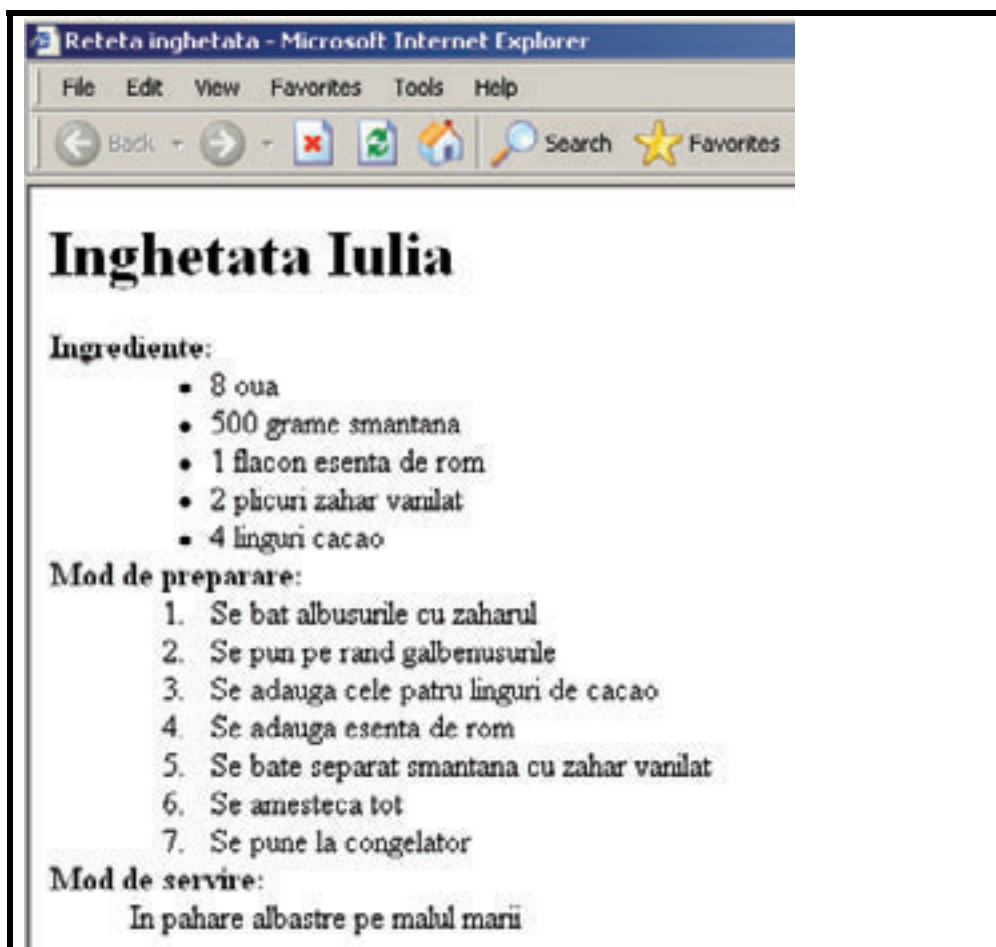 Reteta inghetata - Microsoft Internet Explorer
File Edit View Favorites Tools Help
Back Search Favorites
Inghetata Iulia
Ingrediente:
• 8 oua
• 500 grame smantana
• 1 flacon esenta de rom
• 2 plicuri zahar vanilat
• 4 linguri cacao
Mod de preparare:
1. Se bat albusurile cu zaharul
2. Se pun pe rand galbenusurile
3. Se adauga cele patru linguri de cacao
4. Se adauga esenta de rom
5. Se bate separat smantana cu zahar vanilat
6. Se amesteca tot
7. Se pune la congelator
Mod de servire:
In pahare albastre pe malul marii